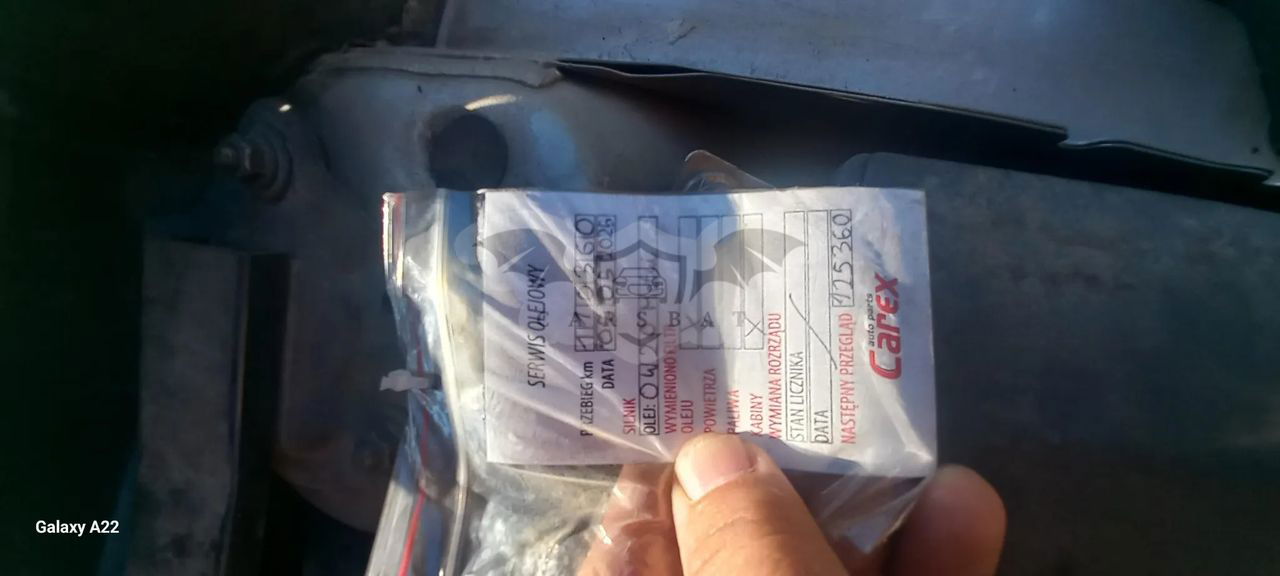 SERWIS OLEJOWY
PRZEBIEG km
DATA
SILNIK
OLEJ: 0W20
WYMIENIONO FILTR
OLEJU
POWIETRZA
PALIWA
KABINY
WYMIANA ROZRZĄDU
STAN LICZNIKA
DATA
NASTĘPNY PRZEGLĄD 125360
auto parts
Carex
Galaxy A22